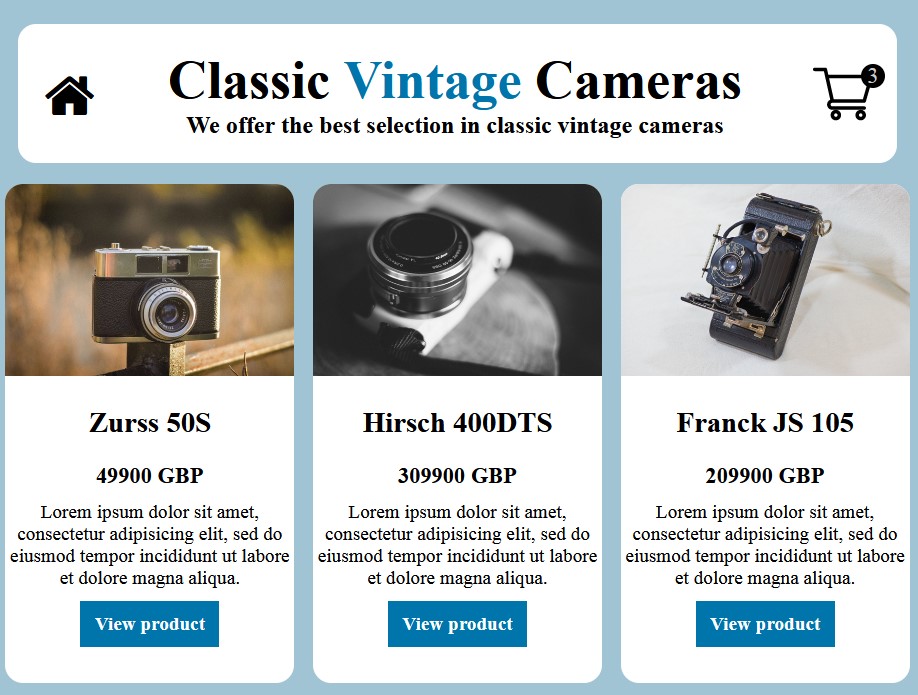 Classic Vintage Cameras
3
We offer the best selection in classic vintage cameras
Zurss 50S
49900 GBP
Lorem ipsum dolor sit amet,
consectetur adipisicing elit, sed do
eiusmod tempor incididunt ut labore
et dolore magna aliqua.
View product
Hirsch 400DTS
309900 GBP
Lorem ipsum dolor sit amet,
consectetur adipisicing elit, sed do
eiusmod tempor incididunt ut labore
et dolore magna aliqua.
View product
Franck JS 105
209900 GBP
Lorem ipsum dolor sit amet,
consectetur adipisicing elit, sed do
eiusmod tempor incididunt ut labore
et dolore magna aliqua.
View product